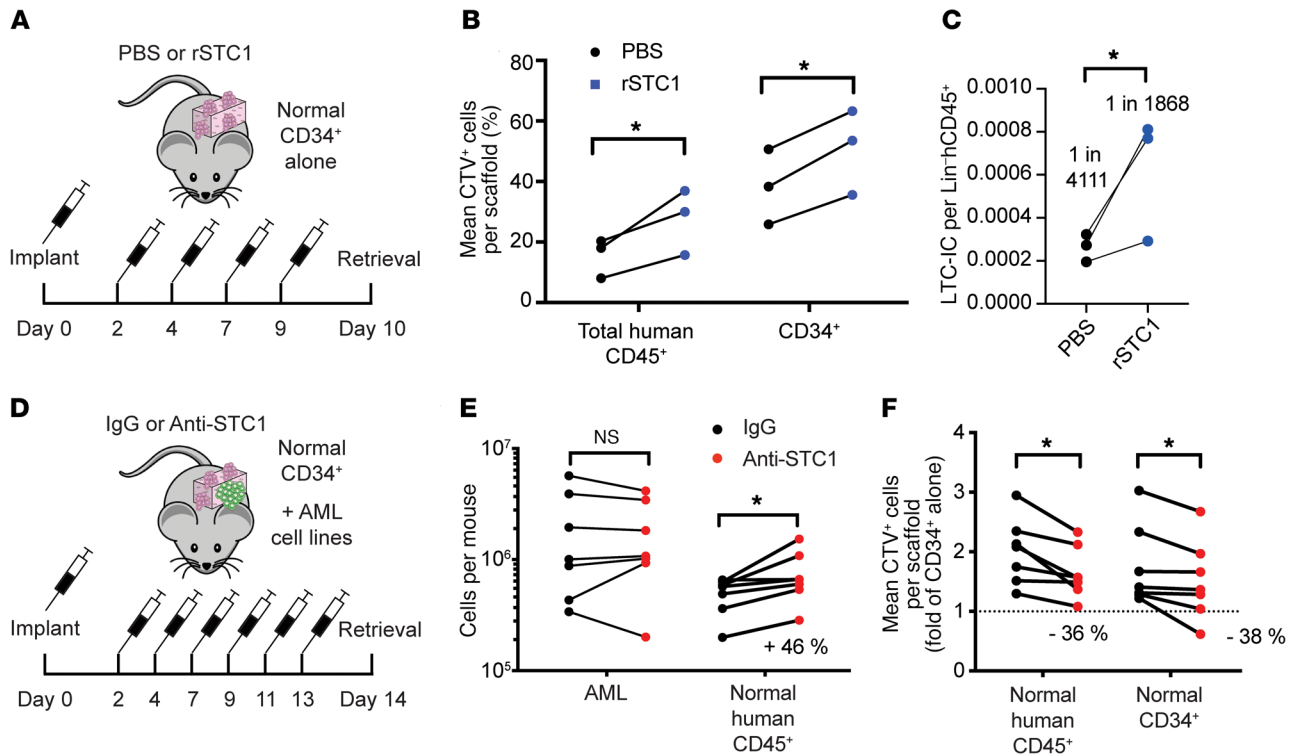 A
PBS or rSTC1
Normal
CD34⁺
alone
Implant
Retrieval
Day 0
2
4
7
9
Day 10
B
PBS
rSTC1
Mean CTV⁺ cells
per scaffold (%)
80
60
40
20
0
*
*
Total human
CD45⁺
CD34⁺
C
*
LTC-IC per Lin⁻hCD45⁺
0.0010
0.0008
0.0006
0.0004
0.0002
0.0000
1 in 1868
1 in
4111
PBS
rSTC1
D
IgG or Anti-STC1
Normal
CD34⁺
+ AML
cell lines
Implant
Retrieval
Day 0
2
4
7
9
11
13
Day 14
E
IgG
Anti-STC1
Cells per mouse
10⁷
10⁶
10⁵
NS
*
+ 46 %
AML
Normal
human
CD45⁺
F
Mean CTV⁺ cells
per scaffold
(fold of CD34⁺ alone)
4
3
2
1
0
*
*
- 36 %
- 38 %
Normal
human
CD45⁺
Normal
CD34⁺